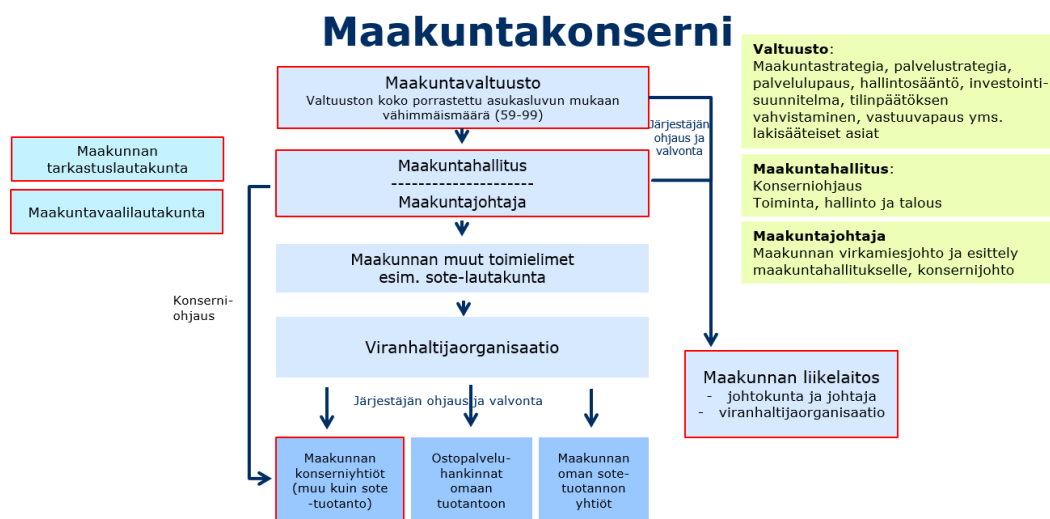 Maakuntakonserni
Maakuntavaltuusto
Valtuuston koko porrastettu asukasluvun mukaan
vähimmäismäärä (59-99)
Järjestäjän
ohjaus ja
valvonta
Valtuusto:
Maakuntastrategia, palvelustrategia,
palvelulupaus, hallintosääntö, investointi-
suunnitelma, tilinpäätöksen
vahvistaminen, vastuuvapaus yms.
lakisääteiset asiat
Maakunnan
tarkastuslautakunta
Maakuntavaalilautakunta
Maakuntahallitus
--------------------
Maakuntajohtaja
Maakuntahallitus:
Konserniohjaus
Toiminta, hallinto ja talous
Maakuntajohtaja
Maakunnan virkamiesjohto ja esittely
maakuntahallitukselle, konsernijohto
Maakunnan muut toimielimet
esim. sote-lautakunta
Konserni-
ohjaus
Viranhaltijaorganisaatio
Maakunnan liikelaitos
- johtokunta ja johtaja
- viranhaltijaorganisaatio
Järjestäjän ohjaus ja valvonta
Maakunnan
konserniyhtiöt
(muu kuin sote
-tuotanto)
Ostopalvelu-
hankinnat
omaan
tuotantoon
Maakunnan
oman sote-
tuotannon
yhtiöt